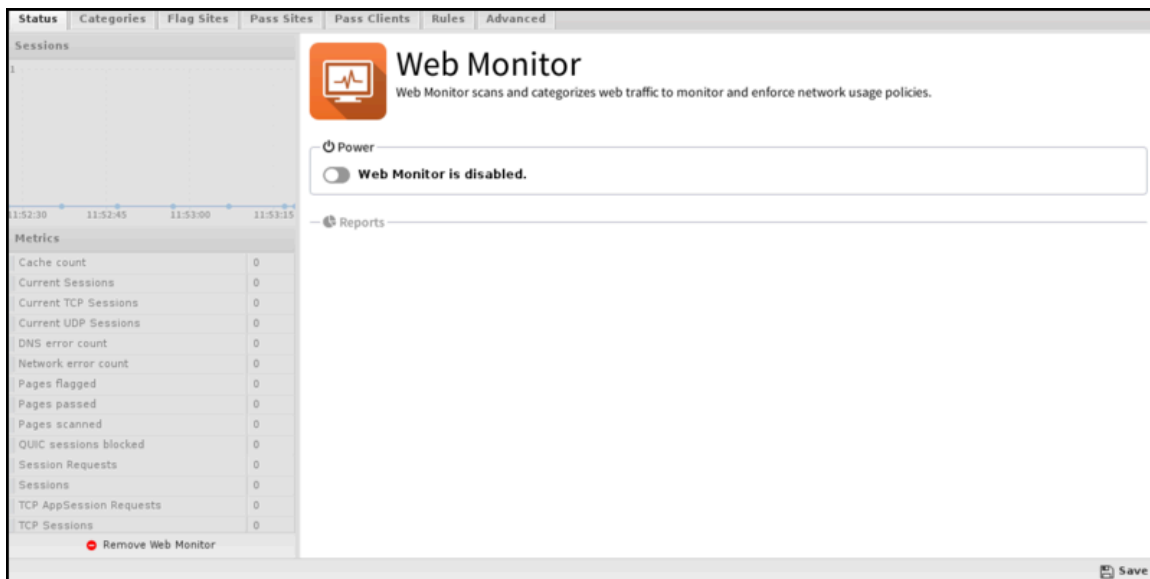 Status Categories Flag Sites Pass Sites Pass Clients Rules Advanced
Sessions
1
11:52:30 11:52:45 11:53:00 11:53:15
Metrics
Cache count 0
Current Sessions 0
Current TCP Sessions 0
Current UDP Sessions 0
DNS error count 0
Network error count 0
Pages flagged 0
Pages passed 0
Pages scanned 0
QUIC sessions blocked 0
Session Requests 0
Sessions 0
TCP AppSession Requests 0
TCP Sessions 0
Remove Web Monitor
Web Monitor
Web Monitor scans and categorizes web traffic to monitor and enforce network usage policies.
Power
Web Monitor is disabled.
Reports
Save